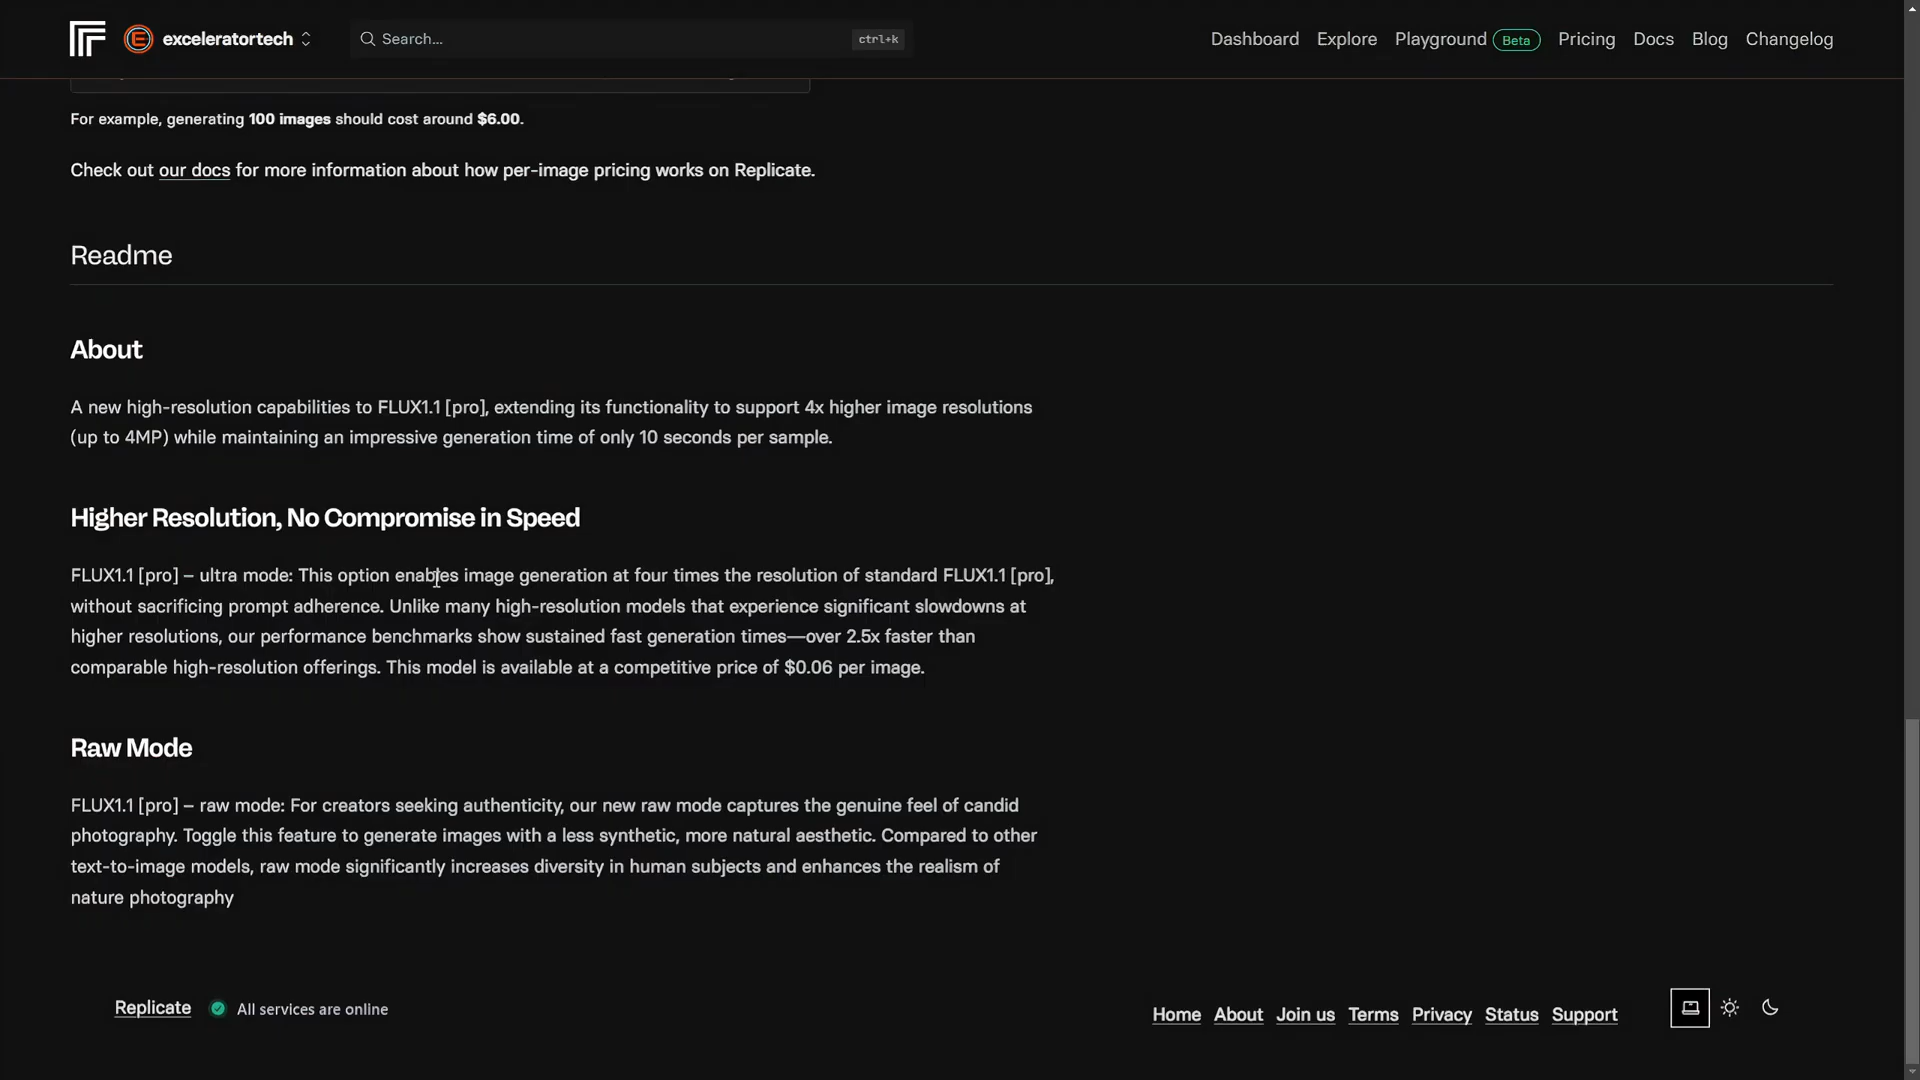 exceleratortech
Search...
ctrl+k
Dashboard
Explore
Playground
Beta
Pricing
Docs
Blog
Changelog
For example, generating 100 images should cost around $6.00.
Check out our docs for more information about how per-image pricing works on Replicate.
Readme
About
A new high-resolution capabilities to FLUX1.1 [pro], extending its functionality to support 4x higher image resolutions
(up to 4MP) while maintaining an impressive generation time of only 10 seconds per sample.
Higher Resolution, No Compromise in Speed
FLUX1.1 [pro] – ultra mode: This option enables image generation at four times the resolution of standard FLUX1.1 [pro],
without sacrificing prompt adherence. Unlike many high-resolution models that experience significant slowdowns at
higher resolutions, our performance benchmarks show sustained fast generation times—over 2.5x faster than
comparable high-resolution offerings. This model is available at a competitive price of $0.06 per image.
Raw Mode
FLUX1.1 [pro] – raw mode: For creators seeking authenticity, our new raw mode captures the genuine feel of candid
photography. Toggle this feature to generate images with a less synthetic, more natural aesthetic. Compared to other
text-to-image models, raw mode significantly increases diversity in human subjects and enhances the realism of
nature photography
Replicate
All services are online
Home
About
Join us
Terms
Privacy
Status
Support